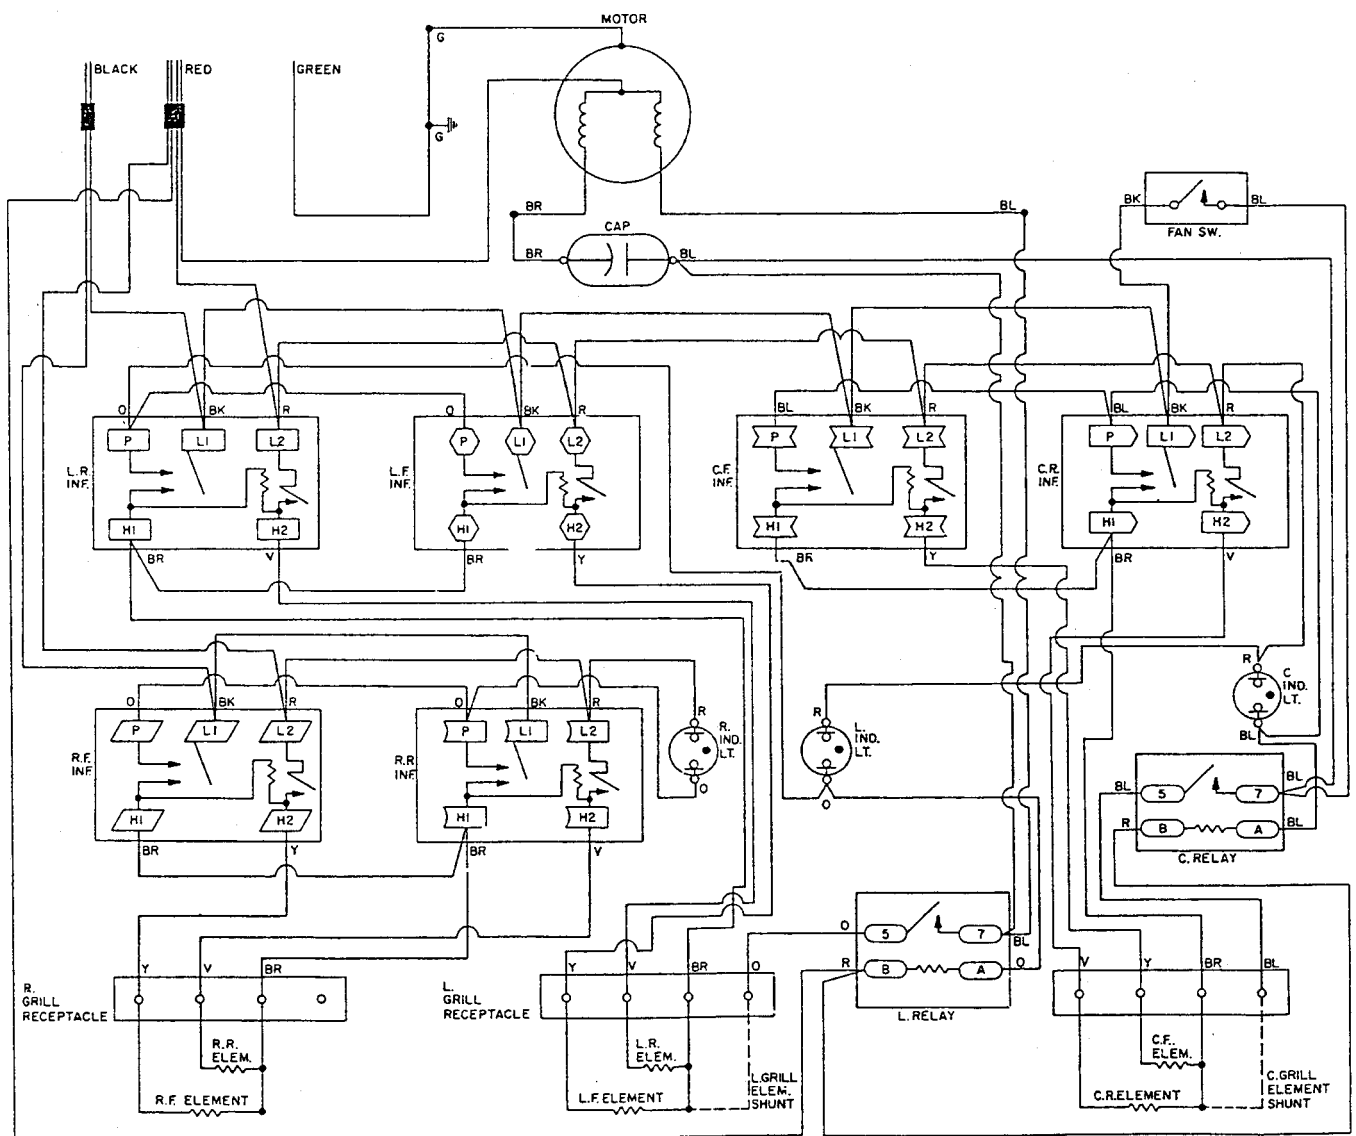 MOTOR
G
BLACK
RED
GREEN
G
BR
BL
BK
BL
FAN SW.
CAP
BR
BL
O
BK
R
P
L1
L2
L.R.
INF.
H1
H2
BR
V
O
BK
R
P
L1
L2
L.F.
INF.
H1
H2
BR
Y
BL
BK
R
P
L1
L2
C.F.
INF.
H1
H2
BR
Y
BL
BK
R
P
L1
L2
C.R.
INF.
H1
H2
BR
V
O
BK
R
P
L1
L2
R.F.
INF.
H1
H2
BR
Y
O
BK
R
P
L1
L2
R.R.
INF.
H1
H2
BR
V
R
R.
IND.
LT.
O
R
L.
IND.
LT.
O
R
C.
IND.
LT.
BL
BL
5
7
BL
R
B
A
BL
C. RELAY
O
5
7
BL
R
B
A
O
L. RELAY
R.
GRILL
RECEPTACLE
Y
V
BR
R.R.
ELEM.
R.F. ELEMENT
L.
GRILL
RECEPTACLE
Y
V
BR
O
L.R.
ELEM.
L.F. ELEMENT
L.GRILL
ELEM.
SHUNT
V
Y
BR
BL
C.F.
ELEM.
C.R. ELEMENT
C.GRILL
ELEMENT
SHUNT